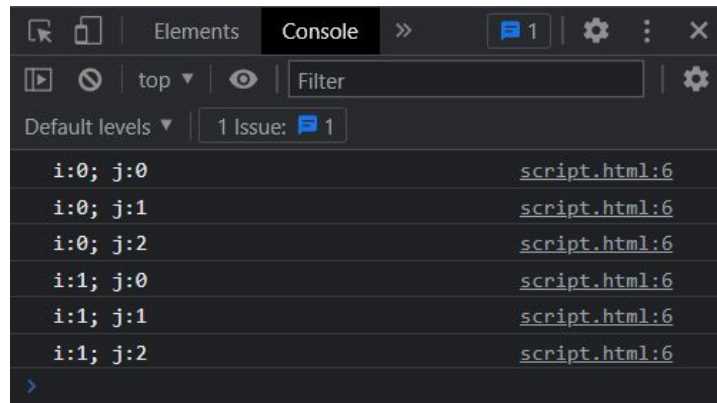 Elements Console » 1
top ▼ Filter
Default levels ▼ 1 Issue: 1
i:0; j:0 script.html:6
i:0; j:1 script.html:6
i:0; j:2 script.html:6
i:1; j:0 script.html:6
i:1; j:1 script.html:6
i:1; j:2 script.html:6
>